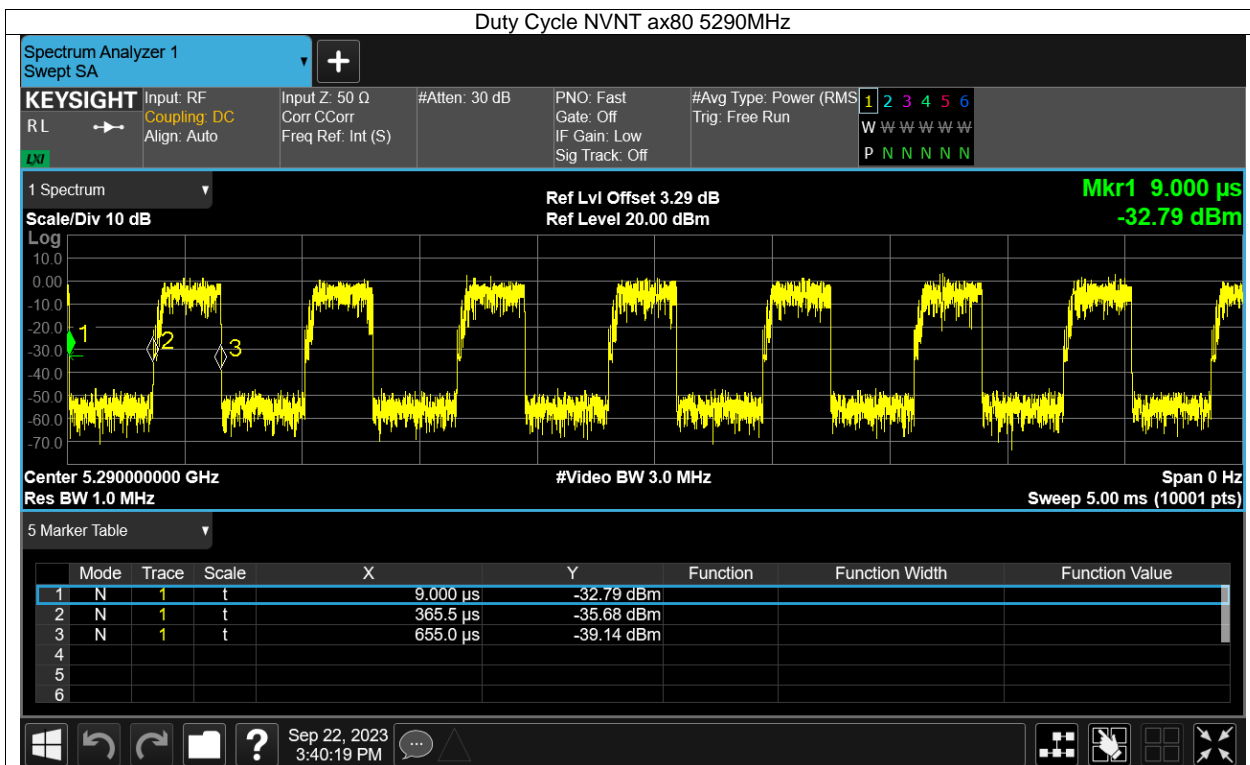 Duty Cycle NVNT ax80 5290MHz
Spectrum Analyzer 1
Swept SA
KEYSIGHT
RL
LXI
Input: RF
Coupling: DC
Align: Auto
Input Z: 50 Ω
Corr CCorr
Freq Ref: Int (S)
#Atten: 30 dB
PNO: Fast
Gate: Off
IF Gain: Low
Sig Track: Off
#Avg Type: Power (RMS
Trig: Free Run
1 2 3 4 5 6
W W W W W W
P N N N N N
1 Spectrum
Scale/Div 10 dB
Ref Lvl Offset 3.29 dB
Ref Level 20.00 dBm
Mkr1 9.000 µs
-32.79 dBm
Log
10.0
0.00
-10.0
-20.0
-30.0
-40.0
-50.0
-60.0
-70.0
1
2
3
Center 5.290000000 GHz
#Video BW 3.0 MHz
Span 0 Hz
Res BW 1.0 MHz
Sweep 5.00 ms (10001 pts)
5 Marker Table
Mode Trace Scale X Y Function Function Width Function Value
1 N 1 t 9.000 µs -32.79 dBm
2 N 1 t 365.5 µs -35.68 dBm
3 N 1 t 655.0 µs -39.14 dBm
4
5
6
?
Sep 22, 2023
3:40:19 PM